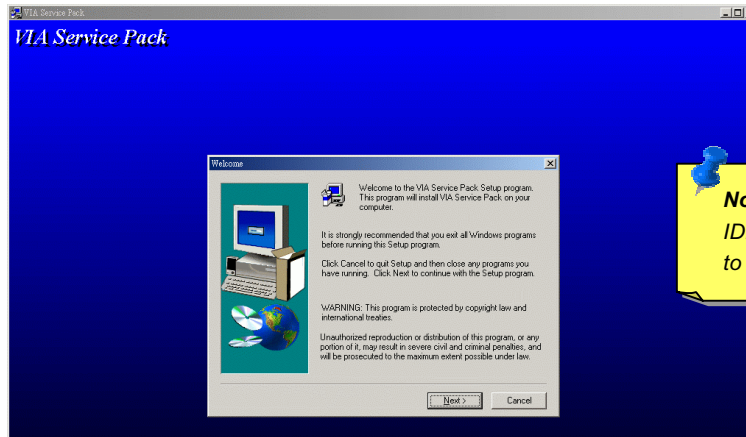 VIA Service Pack
VIA Service Pack
Welcome
Welcome to the VIA Service Pack Setup program.
This program will install VIA Service Pack on your
computer.
It is strongly recommended that you exit all Windows programs
before running this Setup program.
Click Cancel to quit Setup and then close any programs you
have running. Click Next to continue with the Setup program.
WARNING: This program is protected by copyright law and
international treaties.
Unauthorized reproduction or distribution of this program, or any
portion of it, may result in severe civil and criminal penalties, and
will be prosecuted to the maximum extent possible under law.
Next >
Cancel
No
ID
to